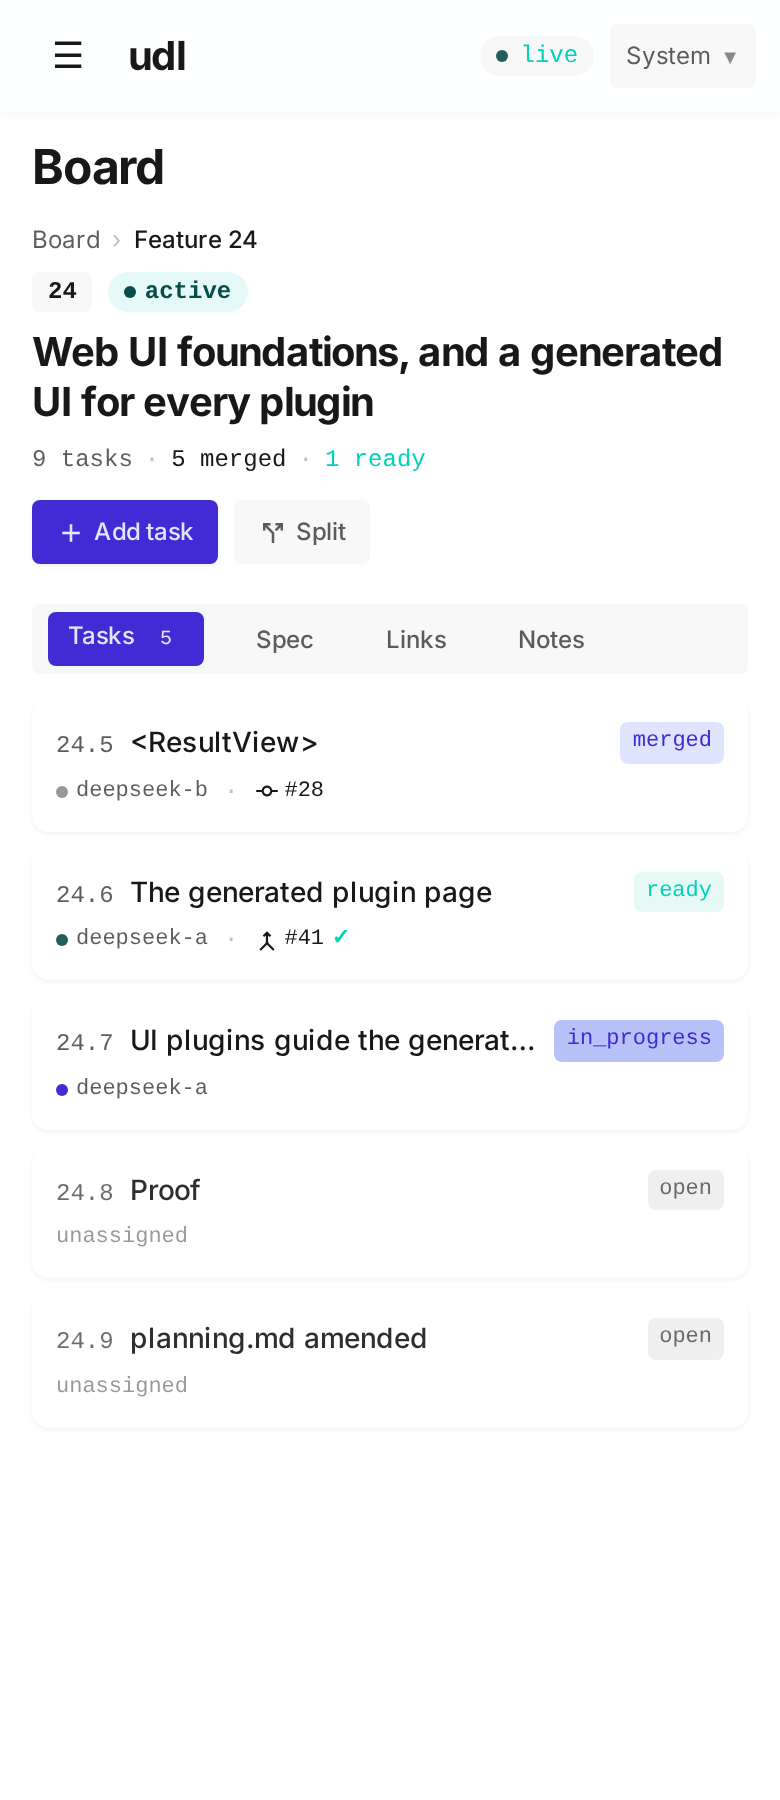 ☰ udl live System ▾
Board
Board › Feature 24
24 active
Web UI foundations, and a generated
UI for every plugin
9 tasks · 5 merged · 1 ready
+ Add task Split
Tasks 5 Spec Links Notes
24.5 <ResultView> merged
deepseek-b · #28
24.6 The generated plugin page ready
deepseek-a · #41 ✓
24.7 UI plugins guide the generat... in_progress
deepseek-a
24.8 Proof open
unassigned
24.9 planning.md amended open
unassigned